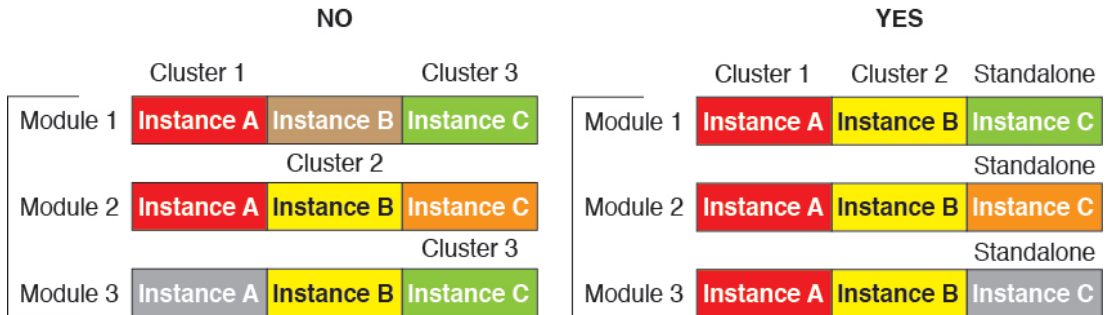 NO
YES
Cluster 1 Cluster 3
Cluster 1 Cluster 2 Standalone
Module 1 Instance A Instance B Instance C
Module 1 Instance A Instance B Instance C
Cluster 2
Standalone
Module 2 Instance A Instance B Instance C
Module 2 Instance A Instance B Instance C
Cluster 3
Standalone
Module 3 Instance A Instance B Instance C
Module 3 Instance A Instance B Instance C